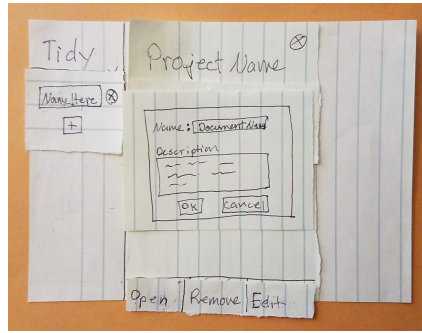 Tidy
Project Name
Name Here
+
Name: Document Name
Description
OK Cancel
Open Remove Edit